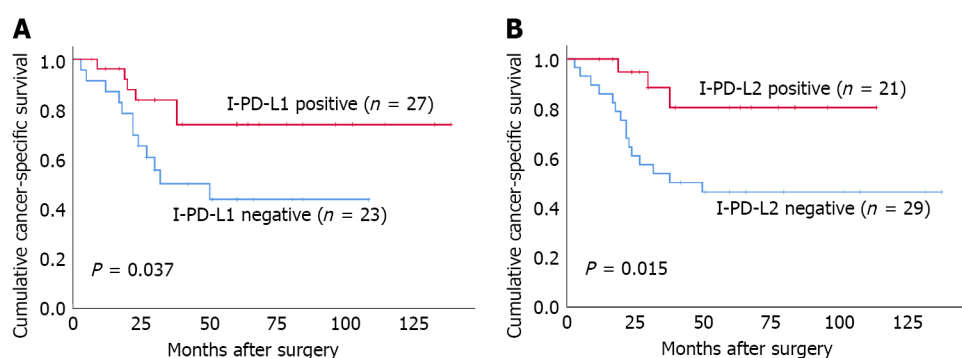 A
Cumulative cancer-specific survival
1.0
0.8
0.6
0.4
0.2
0.0
I-PD-L1 positive (n = 27)
I-PD-L1 negative (n = 23)
P = 0.037
0 25 50 75 100 125
Months after surgery
B
Cumulative cancer-specific survival
1.0
0.8
0.6
0.4
0.2
0.0
I-PD-L2 positive (n = 21)
I-PD-L2 negative (n = 29)
P = 0.015
0 25 50 75 100 125
Months after surgery